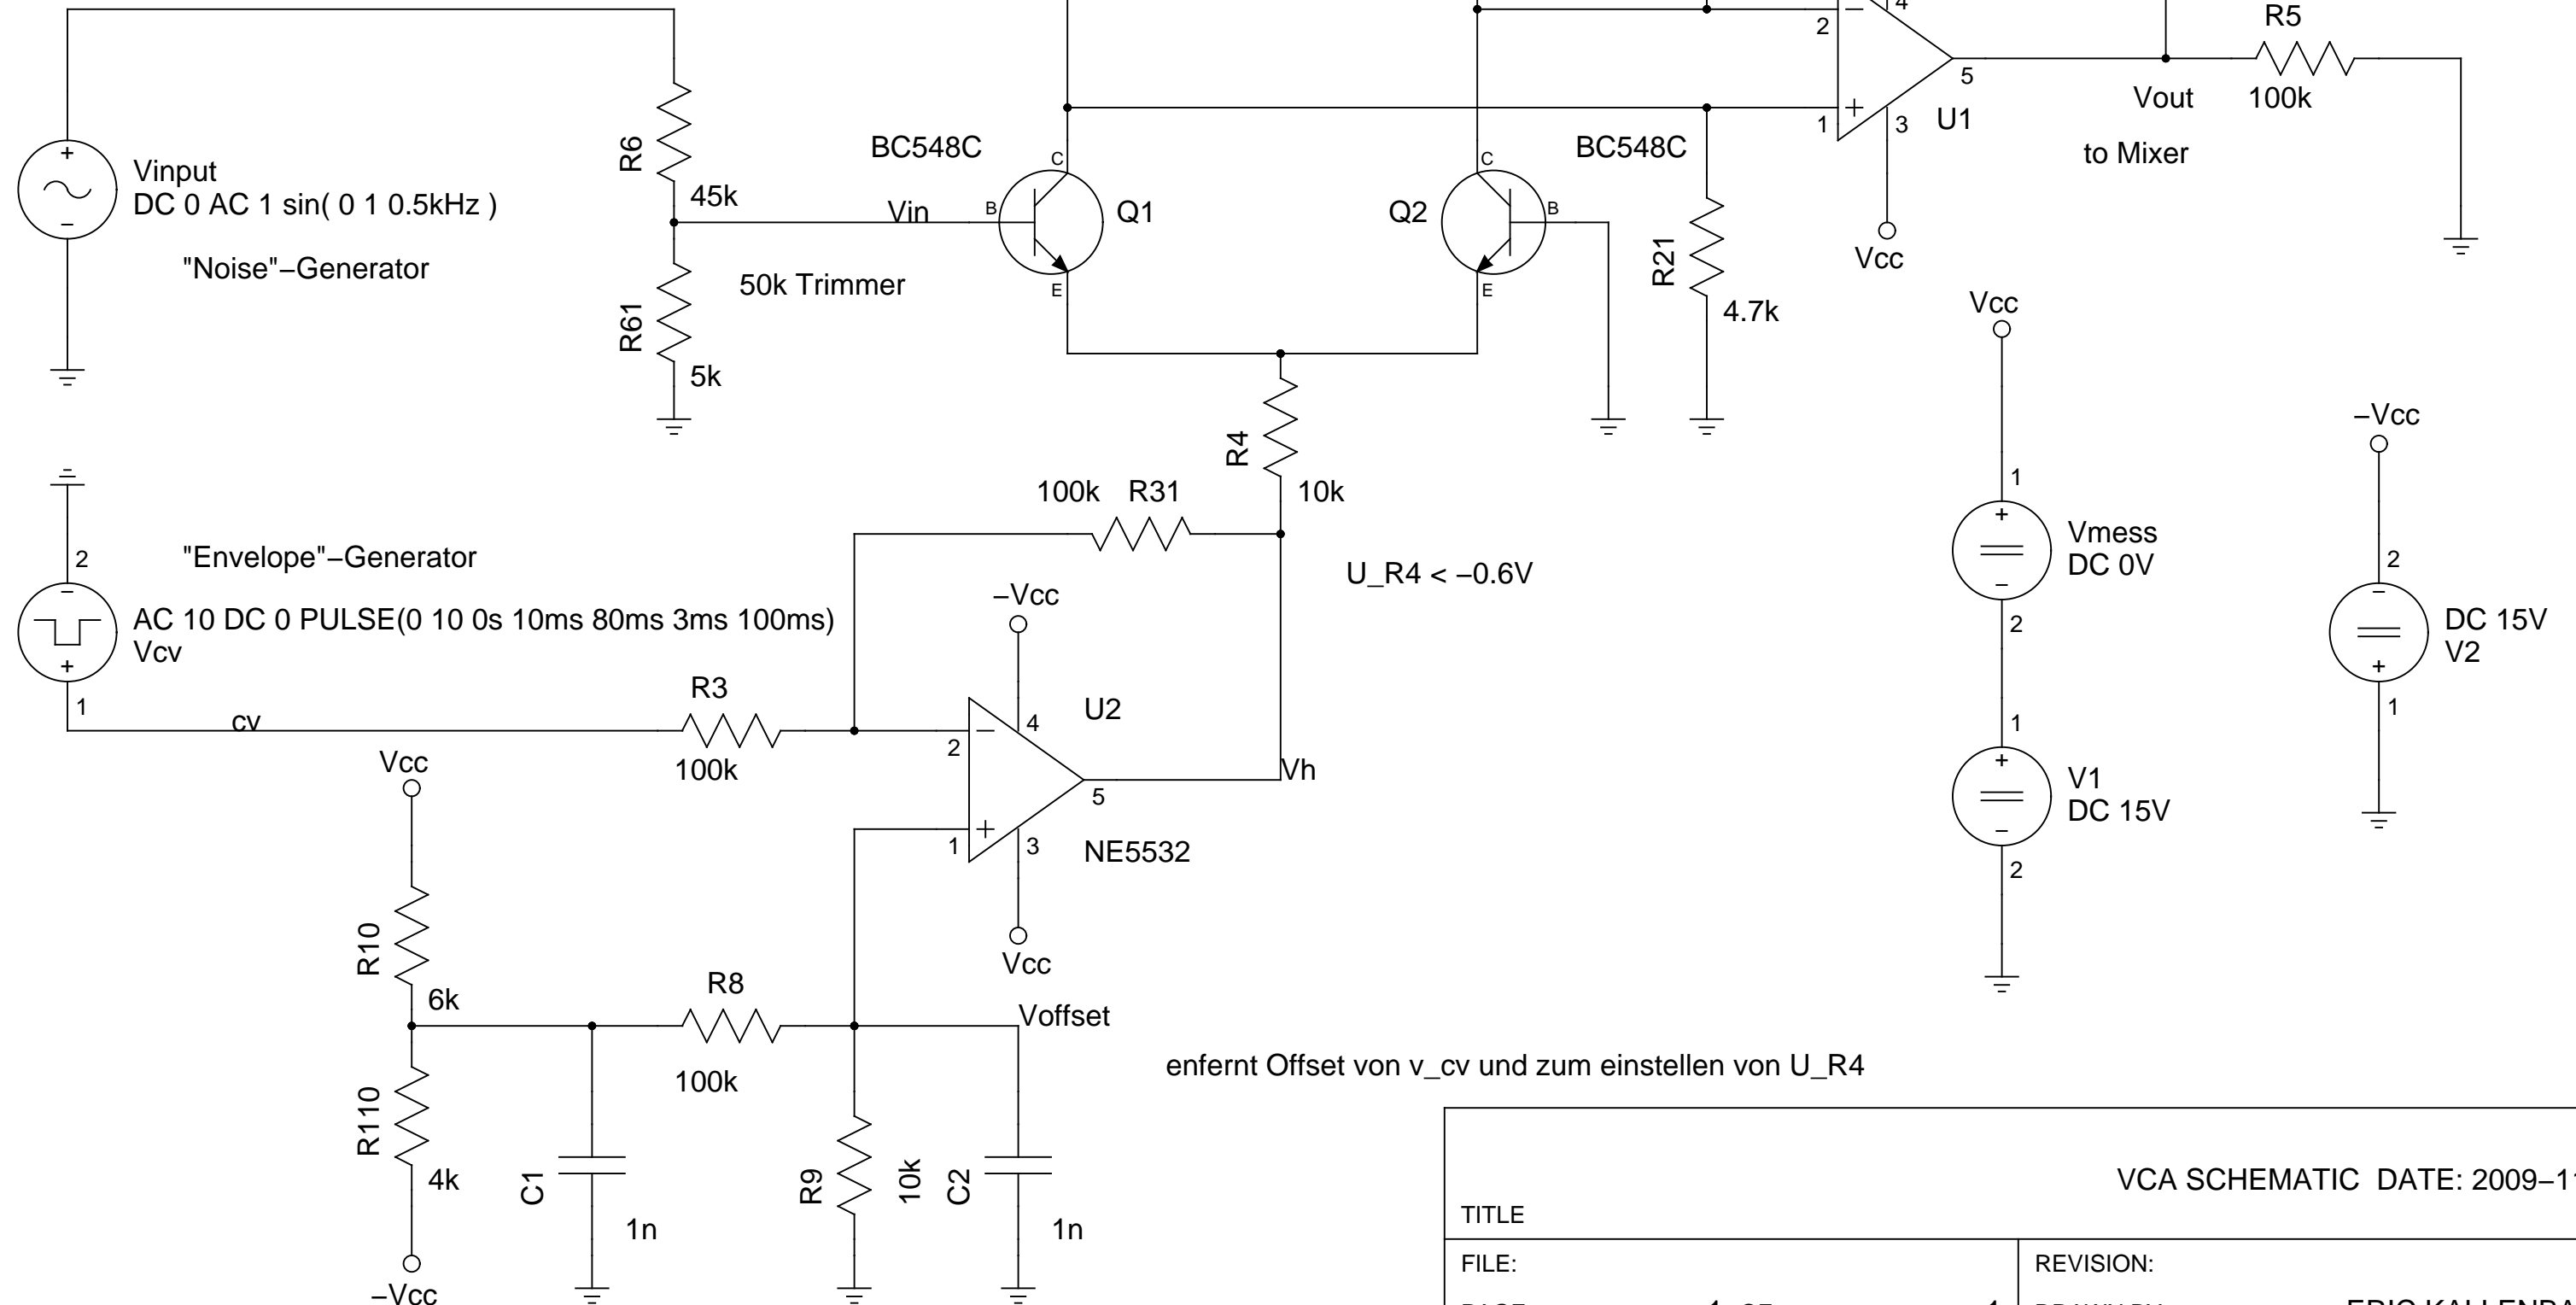 R5
2
4
5
Vout
100k
U1
1
3
to Mixer
Vcc
R6
45k
Vinput
DC 0 AC 1 sin( 0 1 0.5kHz )
"Noise"−Generator
Vin
BC548C
C
B
Q1
E
BC548C
C
Q2
B
E
R21
4.7k
50k Trimmer
R61
5k
R4
10k
100k R31
U_R4 < −0.6V
Vcc
1
Vmess
DC 0V
2
1
V1
DC 15V
2
−Vcc
2
DC 15V
V2
1
2
"Envelope"−Generator
AC 10 DC 0 PULSE(0 10 0s 10ms 80ms 3ms 100ms)
Vcv
1
cv
R3
100k
−Vcc
4
U2
2
5
Vh
1
3
NE5532
Vcc
Vcc
R10
6k
R8
100k
Voffset
enfernt Offset von v_cv und zum einstellen von U_R4
R110
4k
C1
1n
R9
10k
C2
1n
−Vcc
VCA SCHEMATIC DATE: 2009−1
TITLE
FILE:
REVISION:
1
1